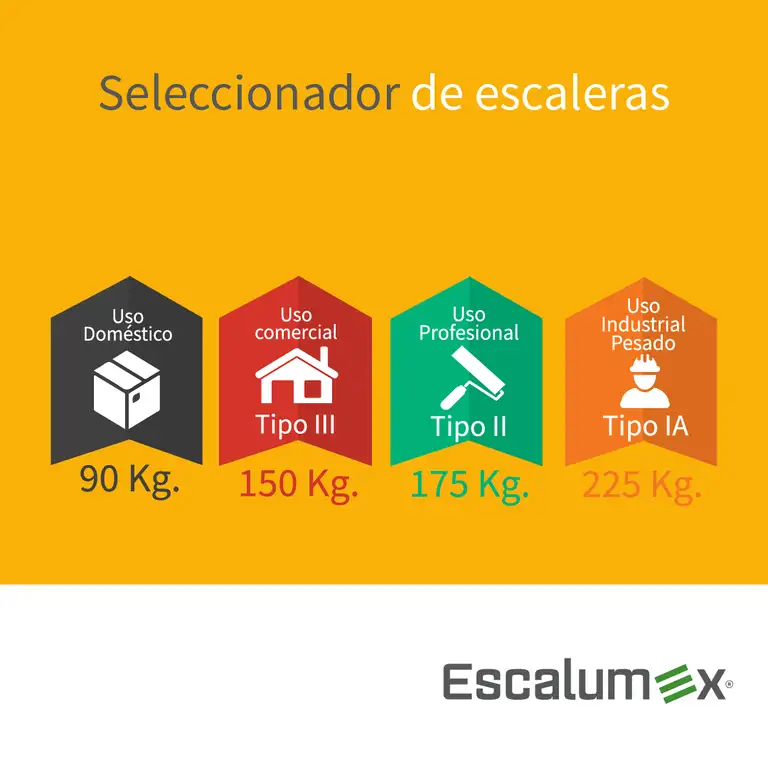 Seleccionador de escaleras
Uso
Doméstico
90 Kg.
Uso
comercial
Tipo III
150 Kg.
Uso
Profesional
Tipo II
175 Kg.
Uso
Industrial
Pesado
Tipo IA
225 Kg.
Escalumex®